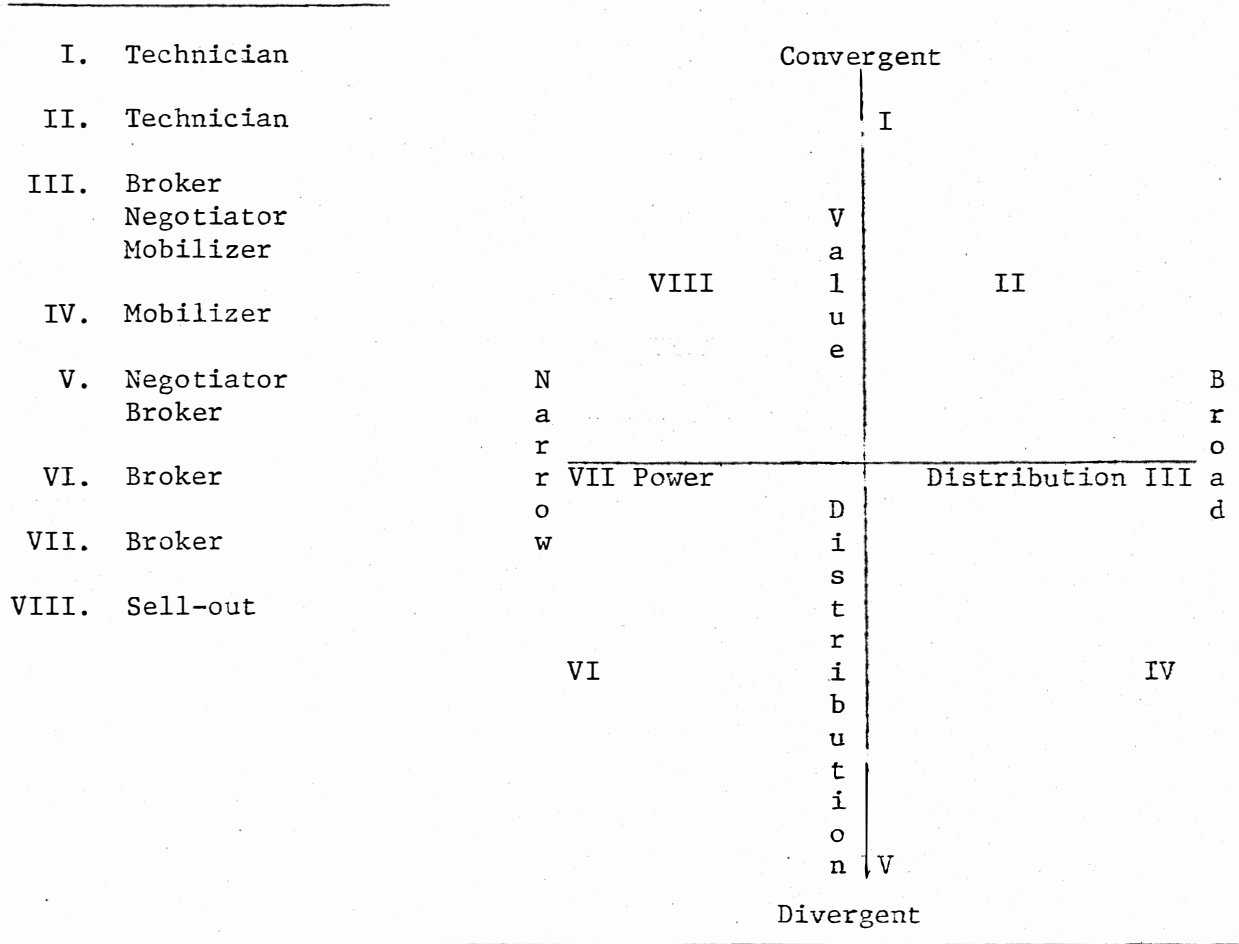 I. Technician
II. Technician
III. Broker
Negotiator
Mobilizer
IV. Mobilizer
V. Negotiator
Broker
VI. Broker
VII. Broker
VIII. Sell-out
Convergent
I
Value
VIII
II
Narrow
Broad
VII Power
Distribution III
Distribution
VI
IV
V
Divergent